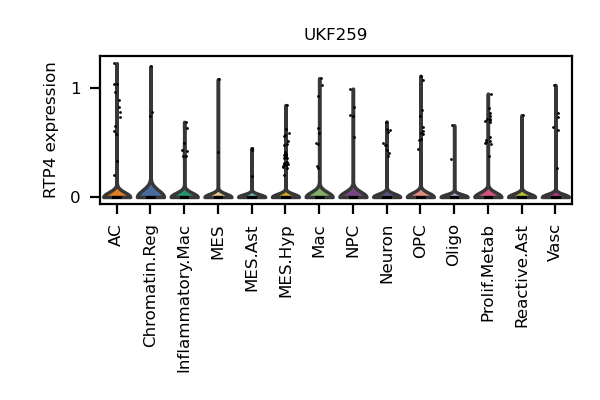 UKF259
RTP4 expression
1
0
AC
Chromatin.Reg
Inflammatory.Mac
MES
MES.Ast
MES.Hyp
Mac
NPC
Neuron
OPC
Oligo
Prolif.Metab
Reactive.Ast
Vasc